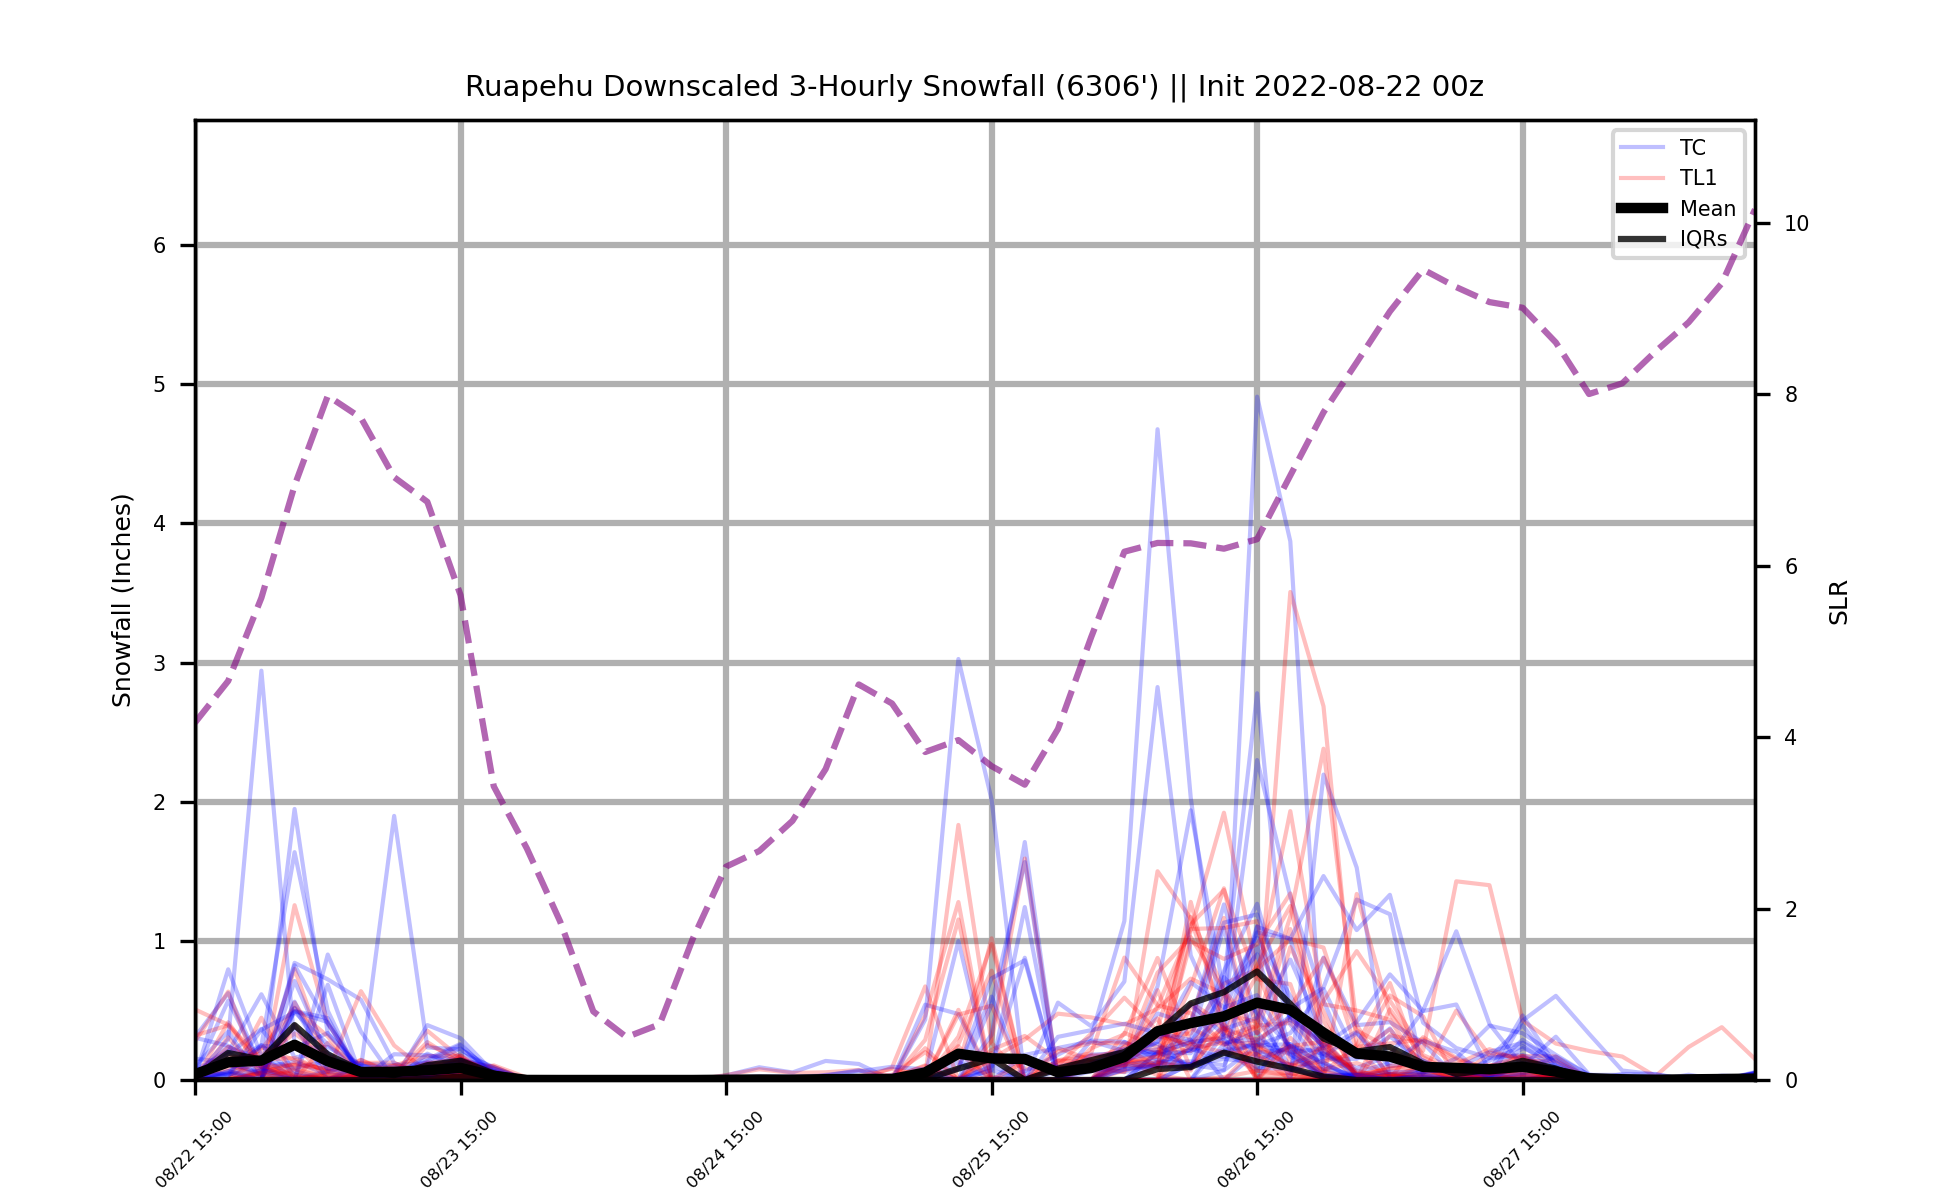 Ruapehu Downscaled 3-Hourly Snowfall (6306') || Init 2022-08-22 00z
TC
TL1
Mean
IQRs
Snowfall (Inches)
6
5
4
3
2
1
0
10
8
6
4
2
0
SLR
08/22 15:00
08/23 15:00
08/24 15:00
08/25 15:00
08/26 15:00
08/27 15:00